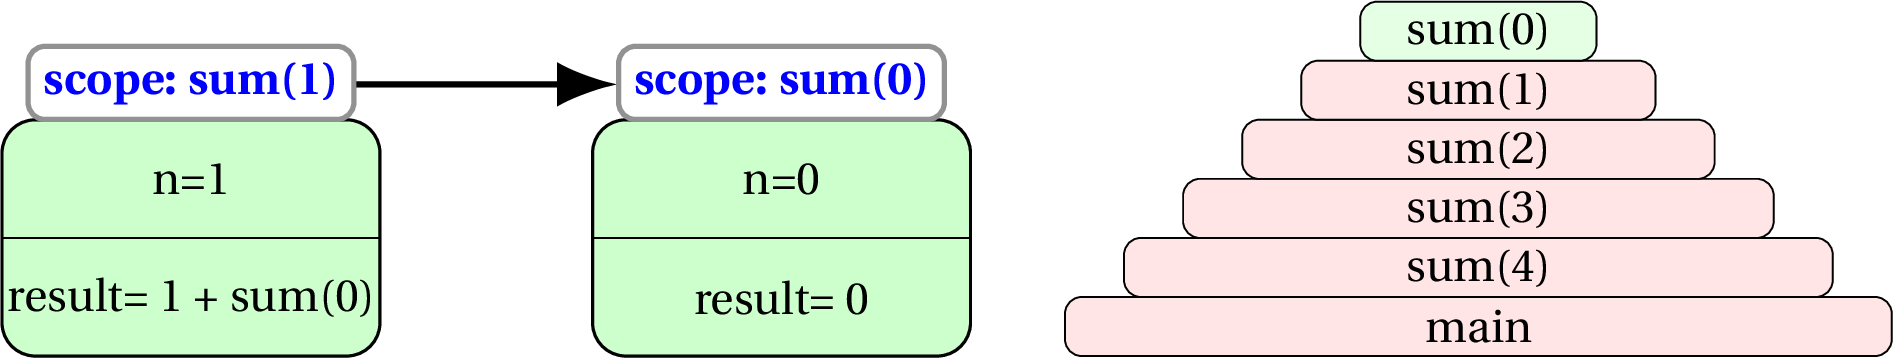 scope: sum(1)
n=1
result= 1 + sum(0)
scope: sum(0)
n=0
result= 0
sum(0)
sum(1)
sum(2)
sum(3)
sum(4)
main